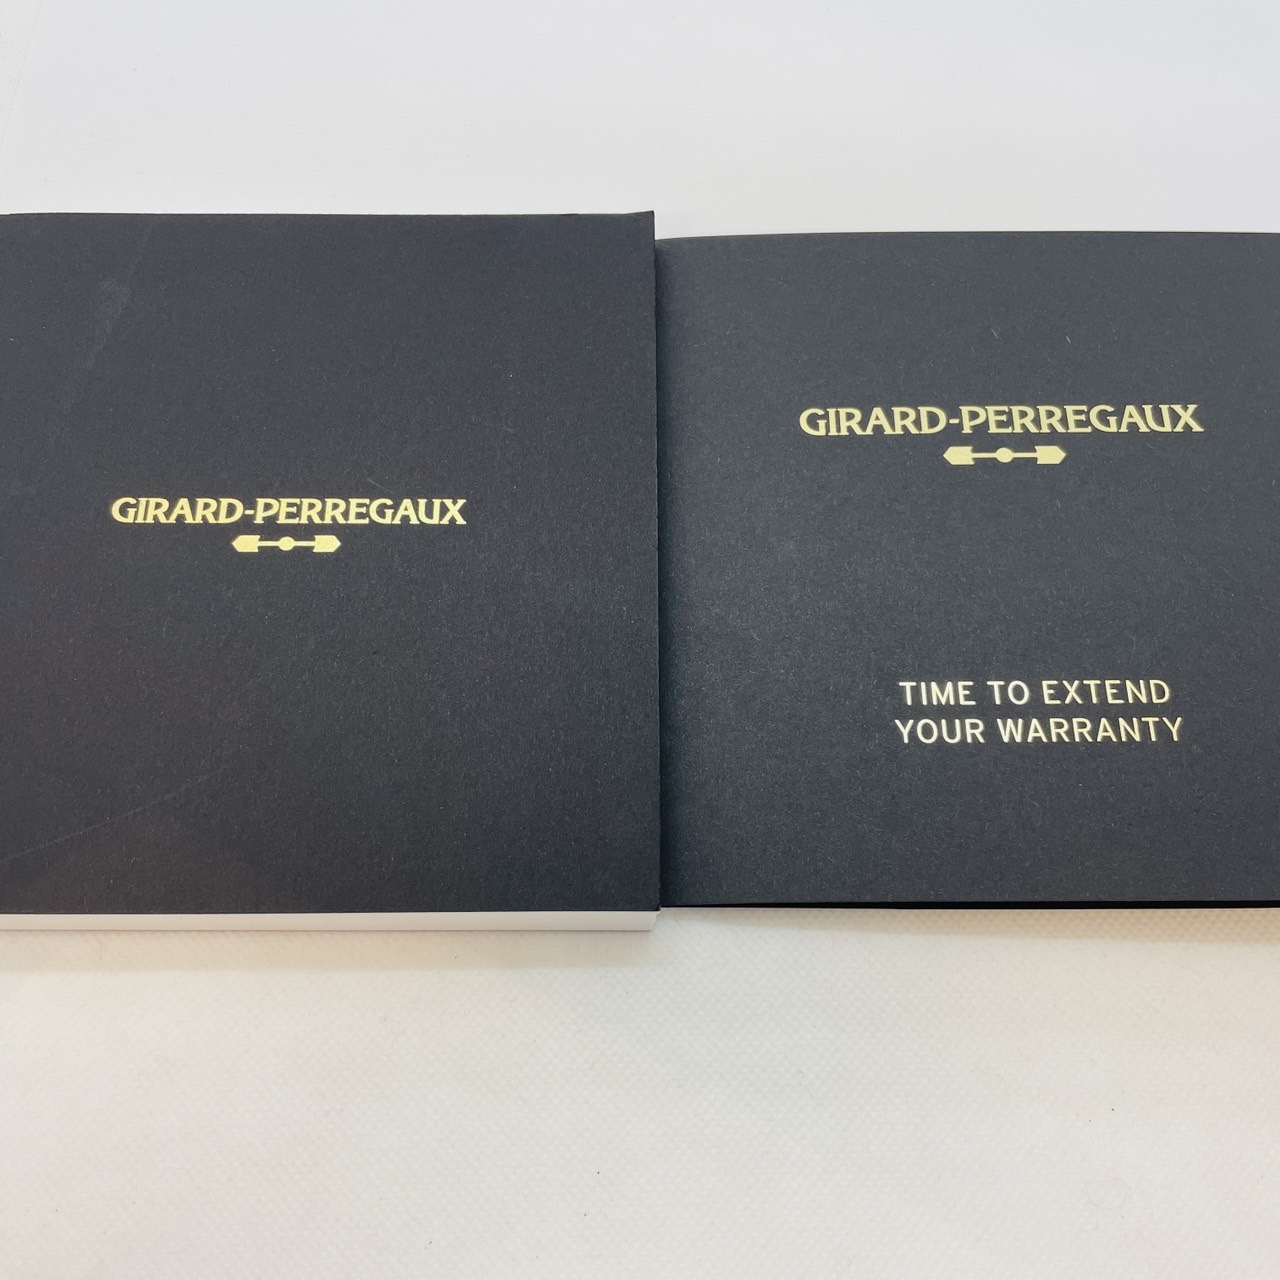 GIRARD-PERREGAUX
GIRARD-PERREGAUX
TIME TO EXTEND
YOUR WARRANTY